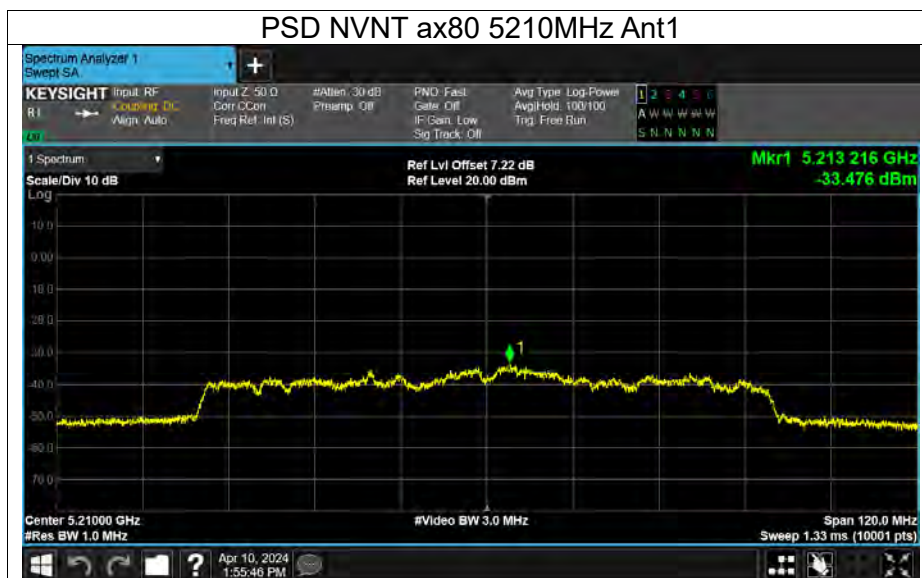 PSD NVNT ax80 5210MHz Ant1
Spectrum Analyzer 1
Swept SA
+
KEYSIGHT Input: RF
R L
Coupling: DC
Align: Auto
Input Z: 50 Ω
Corr CCorr
Freq Ref: Int (S)
#Atten: 30 dB
Preamp: Off
PNO: Fast
Gate: Off
IF Gain: Low
Sig Track: Off
Avg Type: Log-Power
Avg|Hold: 100/100
Trig: Free Run
1 2 3 4 5 6
A W W W W W
S N N N N N
1 Spectrum
Scale/Div 10 dB
Log
Ref Lvl Offset 7.22 dB
Ref Level 20.00 dBm
Mkr1 5.213 216 GHz
-33.476 dBm
10.0
0.00
-10.0
-20.0
-30.0
-40.0
-50.0
-60.0
-70.0
1
Center 5.21000 GHz
#Res BW 1.0 MHz
#Video BW 3.0 MHz
Span 120.0 MHz
Sweep 1.33 ms (10001 pts)
?
Apr 10, 2024
1:55:46 PM